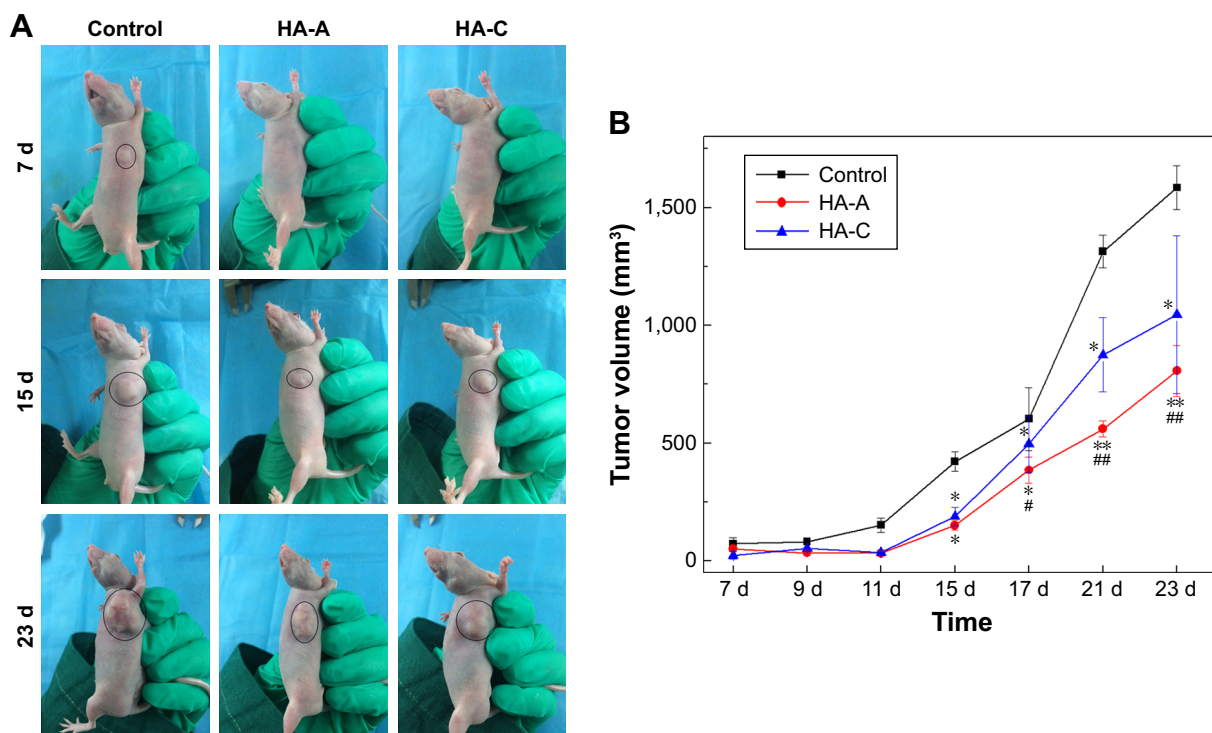 A
Control HA-A HA-C
7 d
15 d
23 d
B
Control
HA-A
HA-C
Tumor volume (mm³)
1,500
1,000
500
0
*
*
*
*
*
*
#
**
##
**
##
7 d 9 d 11 d 15 d 17 d 21 d 23 d
Time